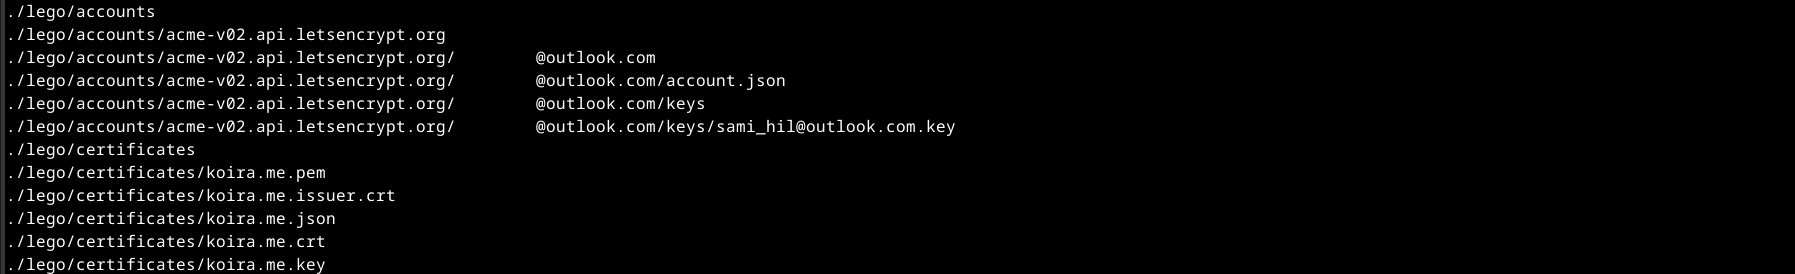 ./lego/accounts
./lego/accounts/acme-v02.api.letsencrypt.org
./lego/accounts/acme-v02.api.letsencrypt.org/ @outlook.com
./lego/accounts/acme-v02.api.letsencrypt.org/ @outlook.com/account.json
./lego/accounts/acme-v02.api.letsencrypt.org/ @outlook.com/keys
./lego/accounts/acme-v02.api.letsencrypt.org/ @outlook.com/keys/sami_hil@outlook.com.key
./lego/certificates
./lego/certificates/koira.me.pem
./lego/certificates/koira.me.issuer.crt
./lego/certificates/koira.me.json
./lego/certificates/koira.me.crt
./lego/certificates/koira.me.key